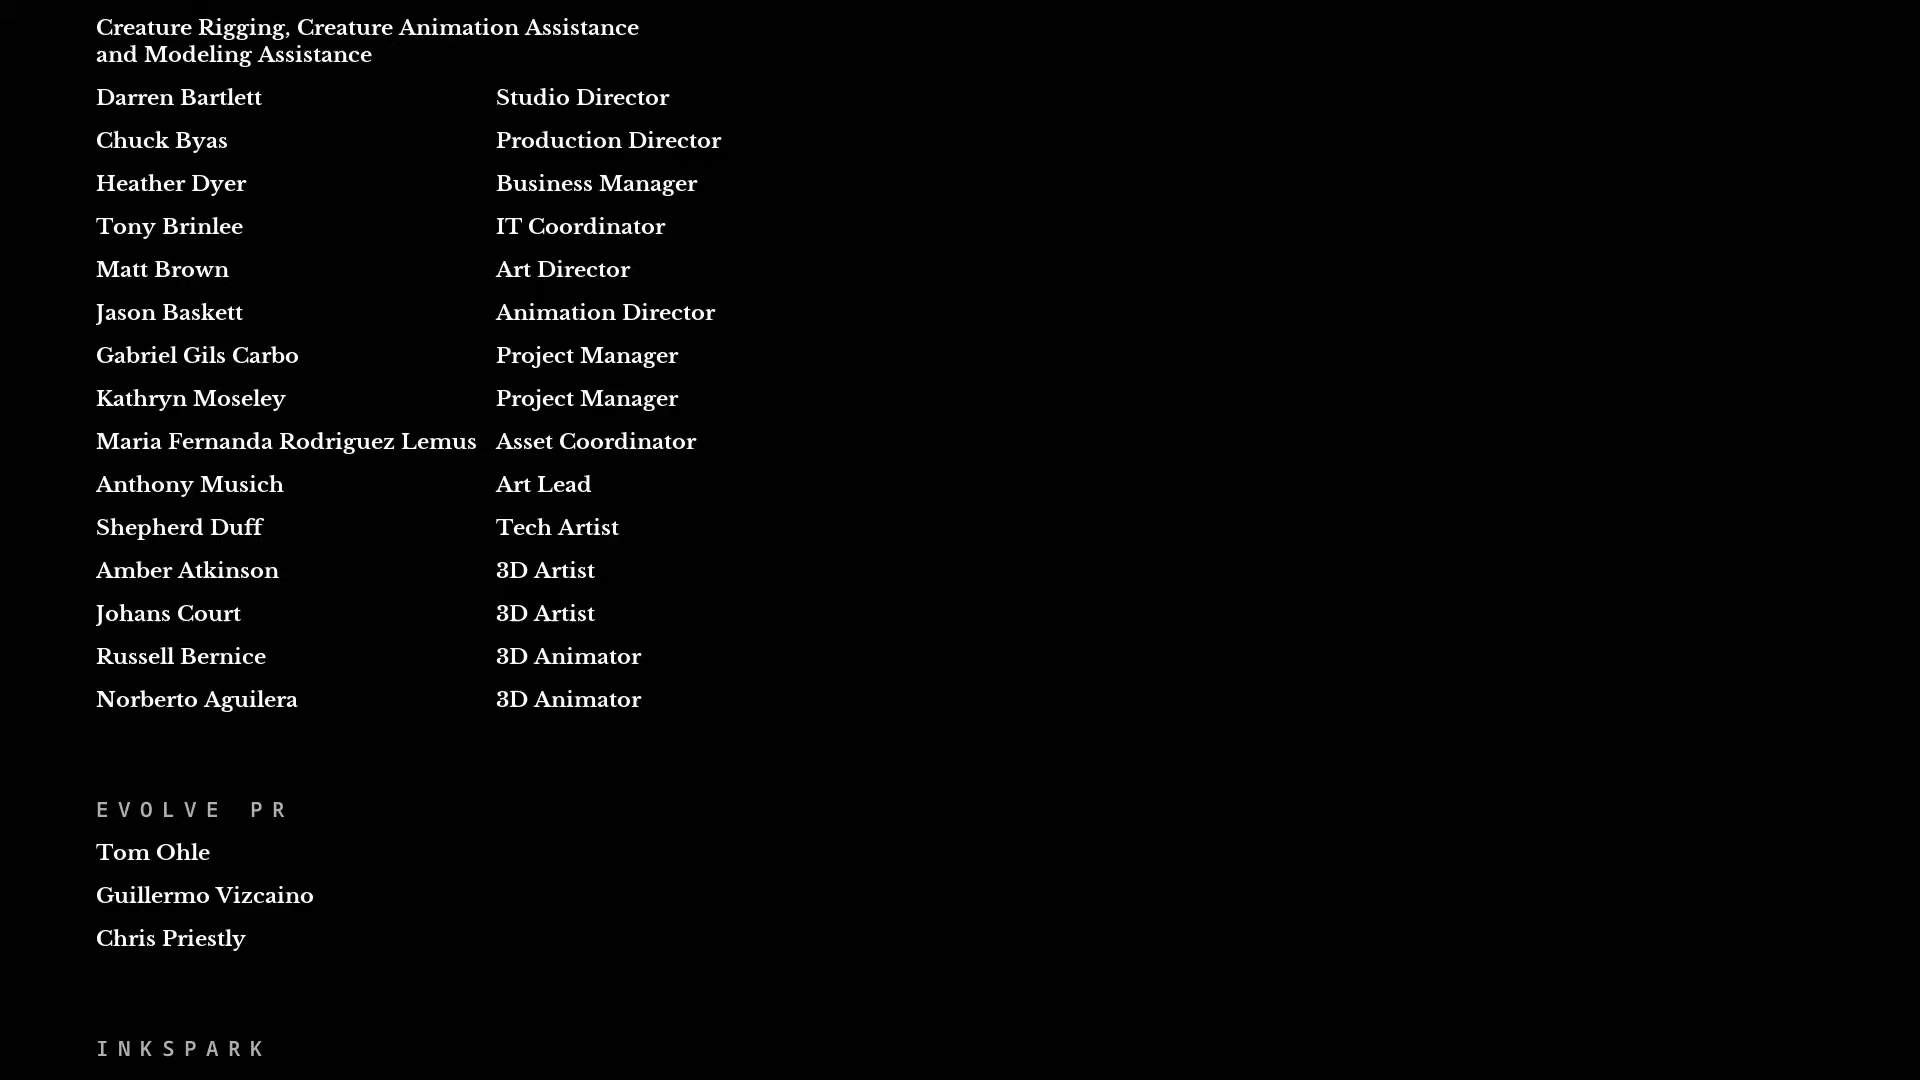 Creature Rigging, Creature Animation Assistance
and Modeling Assistance
Darren Bartlett Studio Director
Chuck Byas Production Director
Heather Dyer Business Manager
Tony Brinlee IT Coordinator
Matt Brown Art Director
Jason Baskett Animation Director
Gabriel Gils Carbo Project Manager
Kathryn Moseley Project Manager
Maria Fernanda Rodriguez Lemus Asset Coordinator
Anthony Musich Art Lead
Shepherd Duff Tech Artist
Amber Atkinson 3D Artist
Johans Court 3D Artist
Russell Bernice 3D Animator
Norberto Aguilera 3D Animator
EVOLVE PR
Tom Ohle
Guillermo Vizcaino
Chris Priestly
INKSPARK